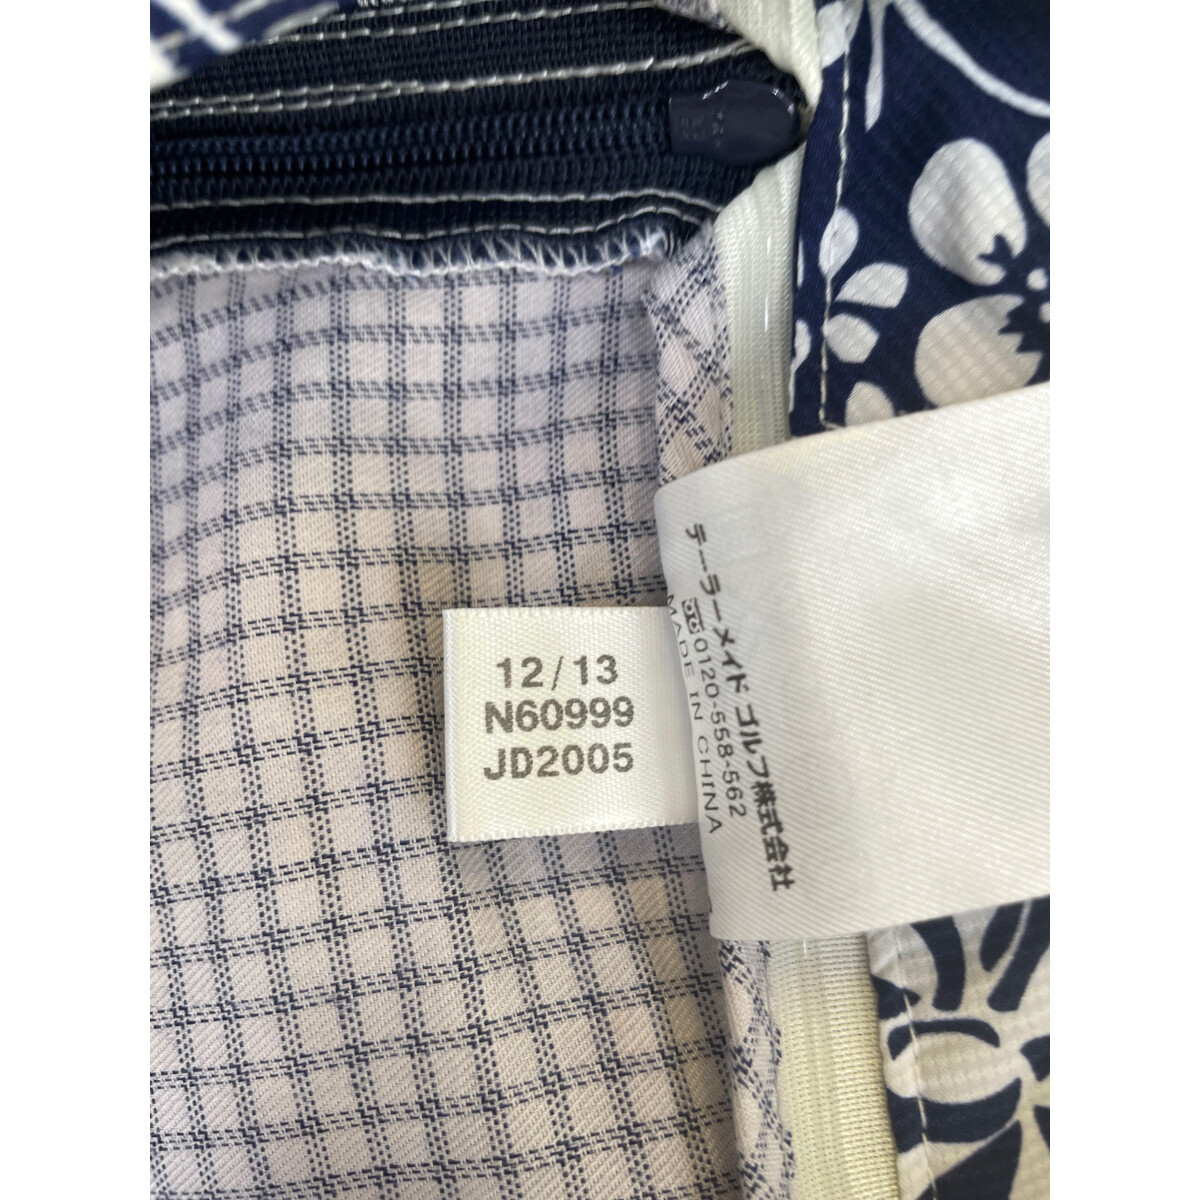 12/13
N60999
JD2005
テーラーメイド ゴルフ株式会社
0120-558-562
MADE IN CHINA